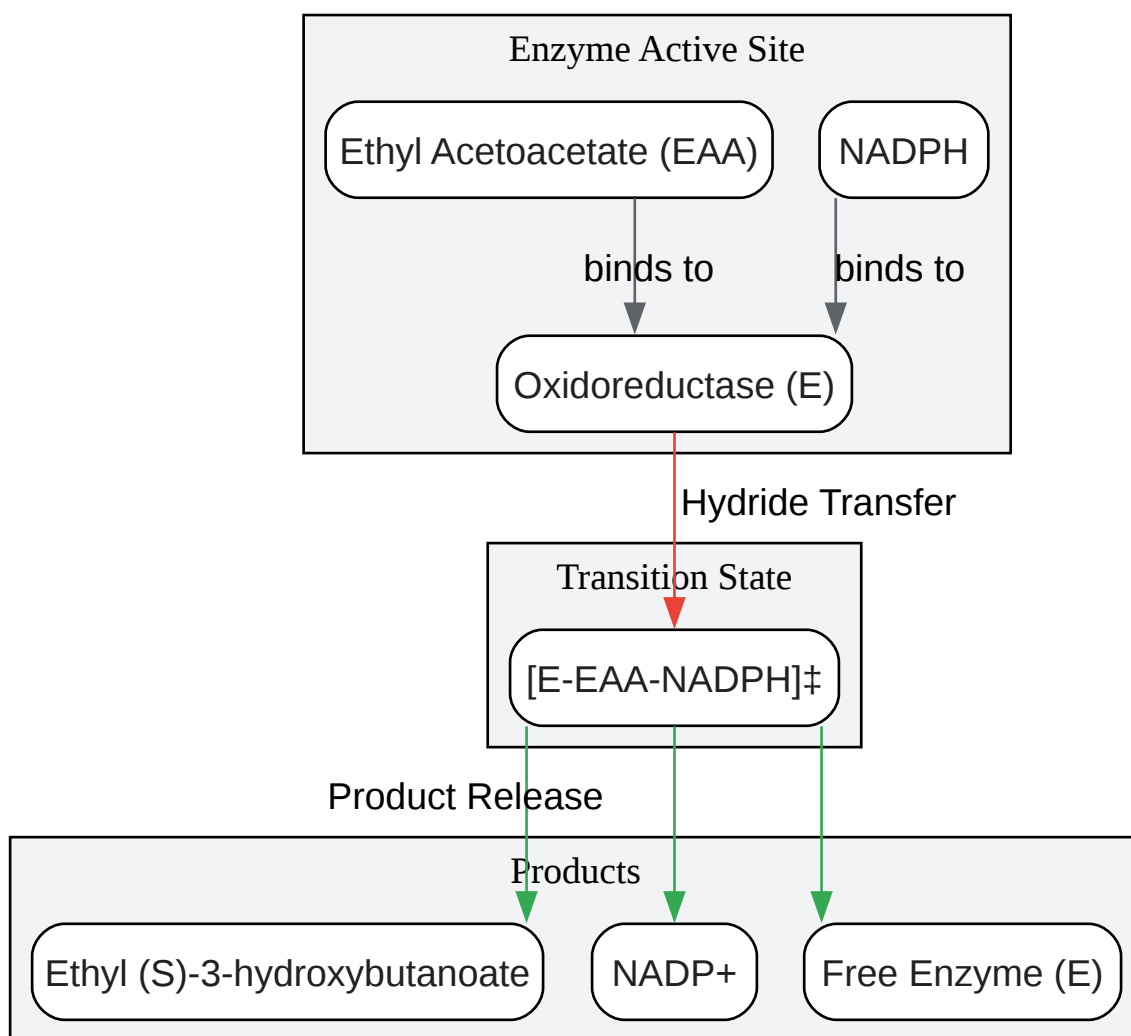 Enzyme Active Site
Ethyl Acetoacetate (EAA)
NADPH
binds to
binds to
Oxidoreductase (E)
Hydride Transfer
Transition State
[E-EAA-NADPH]‡
Product Release
Products
Ethyl (S)-3-hydroxybutanoate
NADP+
Free Enzyme (E)